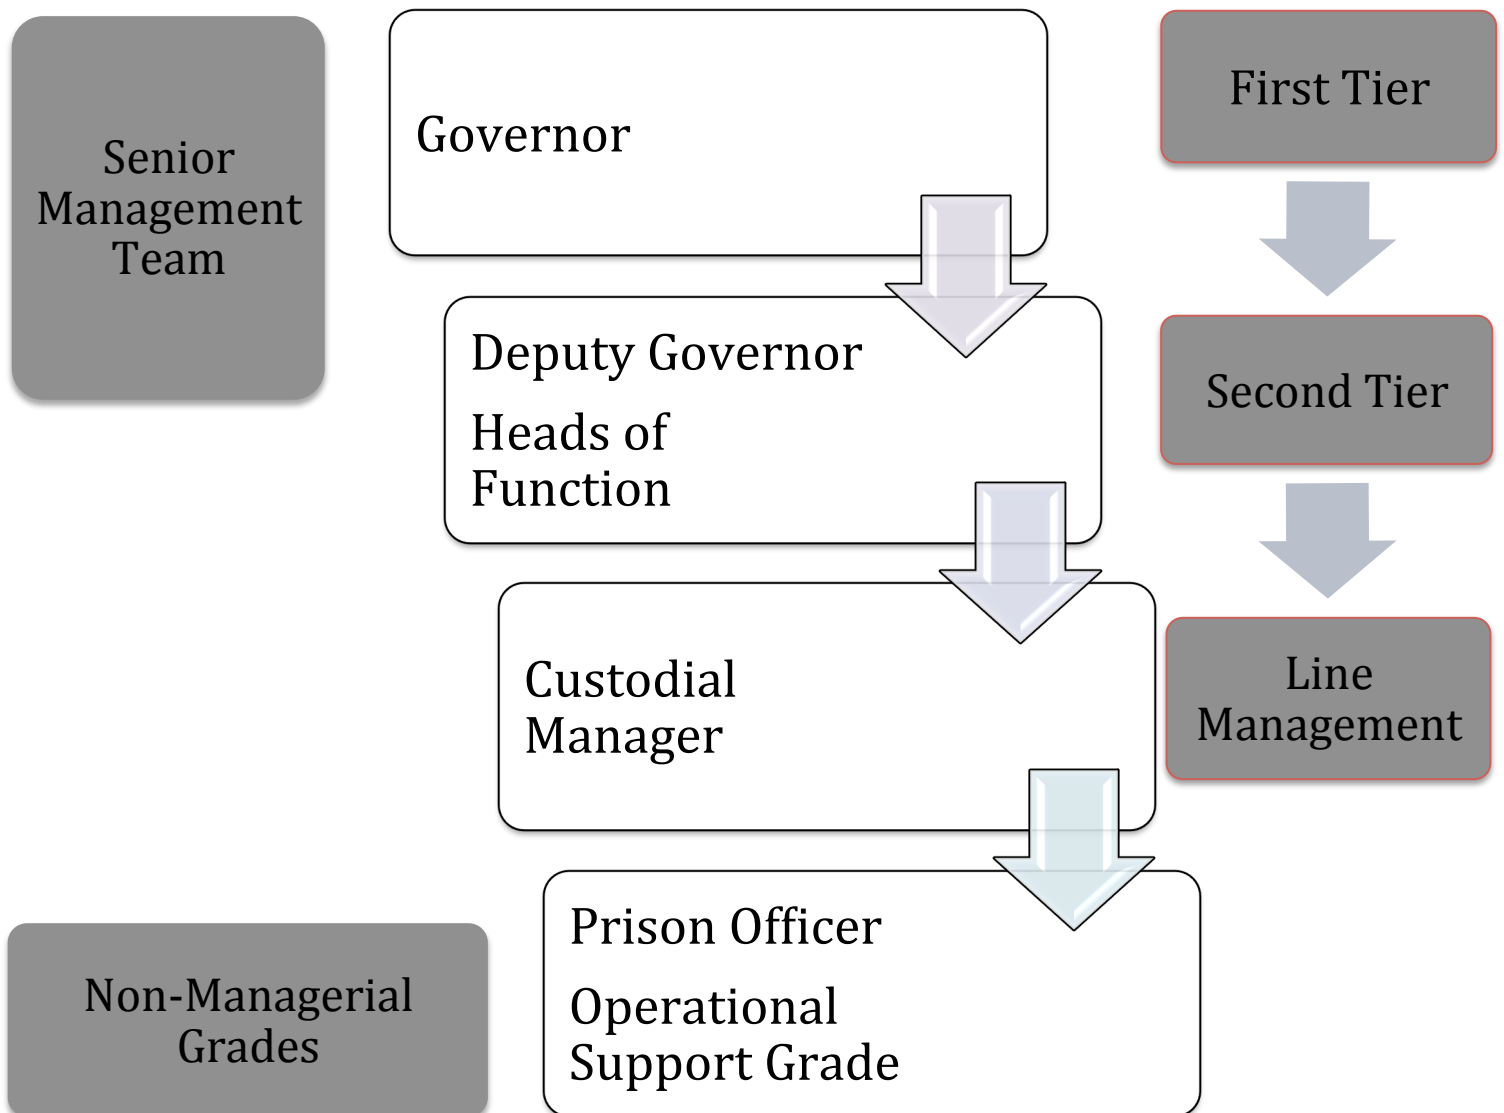 Senior
Management
Team
Governor
First Tier
Deputy Governor
Heads of
Function
Second Tier
Custodial
Manager
Line
Management
Non-Managerial
Grades
Prison Officer
Operational
Support Grade